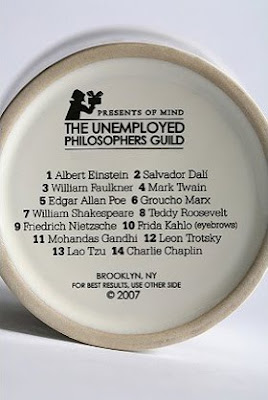 PRESENTS OF MIND
THE UNEMPLOYED
PHILOSOPHERS GUILD
1 Albert Einstein 2 Salvador Dalí
3 William Faulkner 4 Mark Twain
5 Edgar Allan Poe 6 Groucho Marx
7 William Shakespeare 8 Teddy Roosevelt
9 Friedrich Nietzsche 10 Frida Kahlo (eyebrows)
11 Mohandas Gandhi 12 Leon Trotsky
13 Lao Tzu 14 Charlie Chaplin
BROOKLYN, NY
FOR BEST RESULTS, USE OTHER SIDE
© 2007